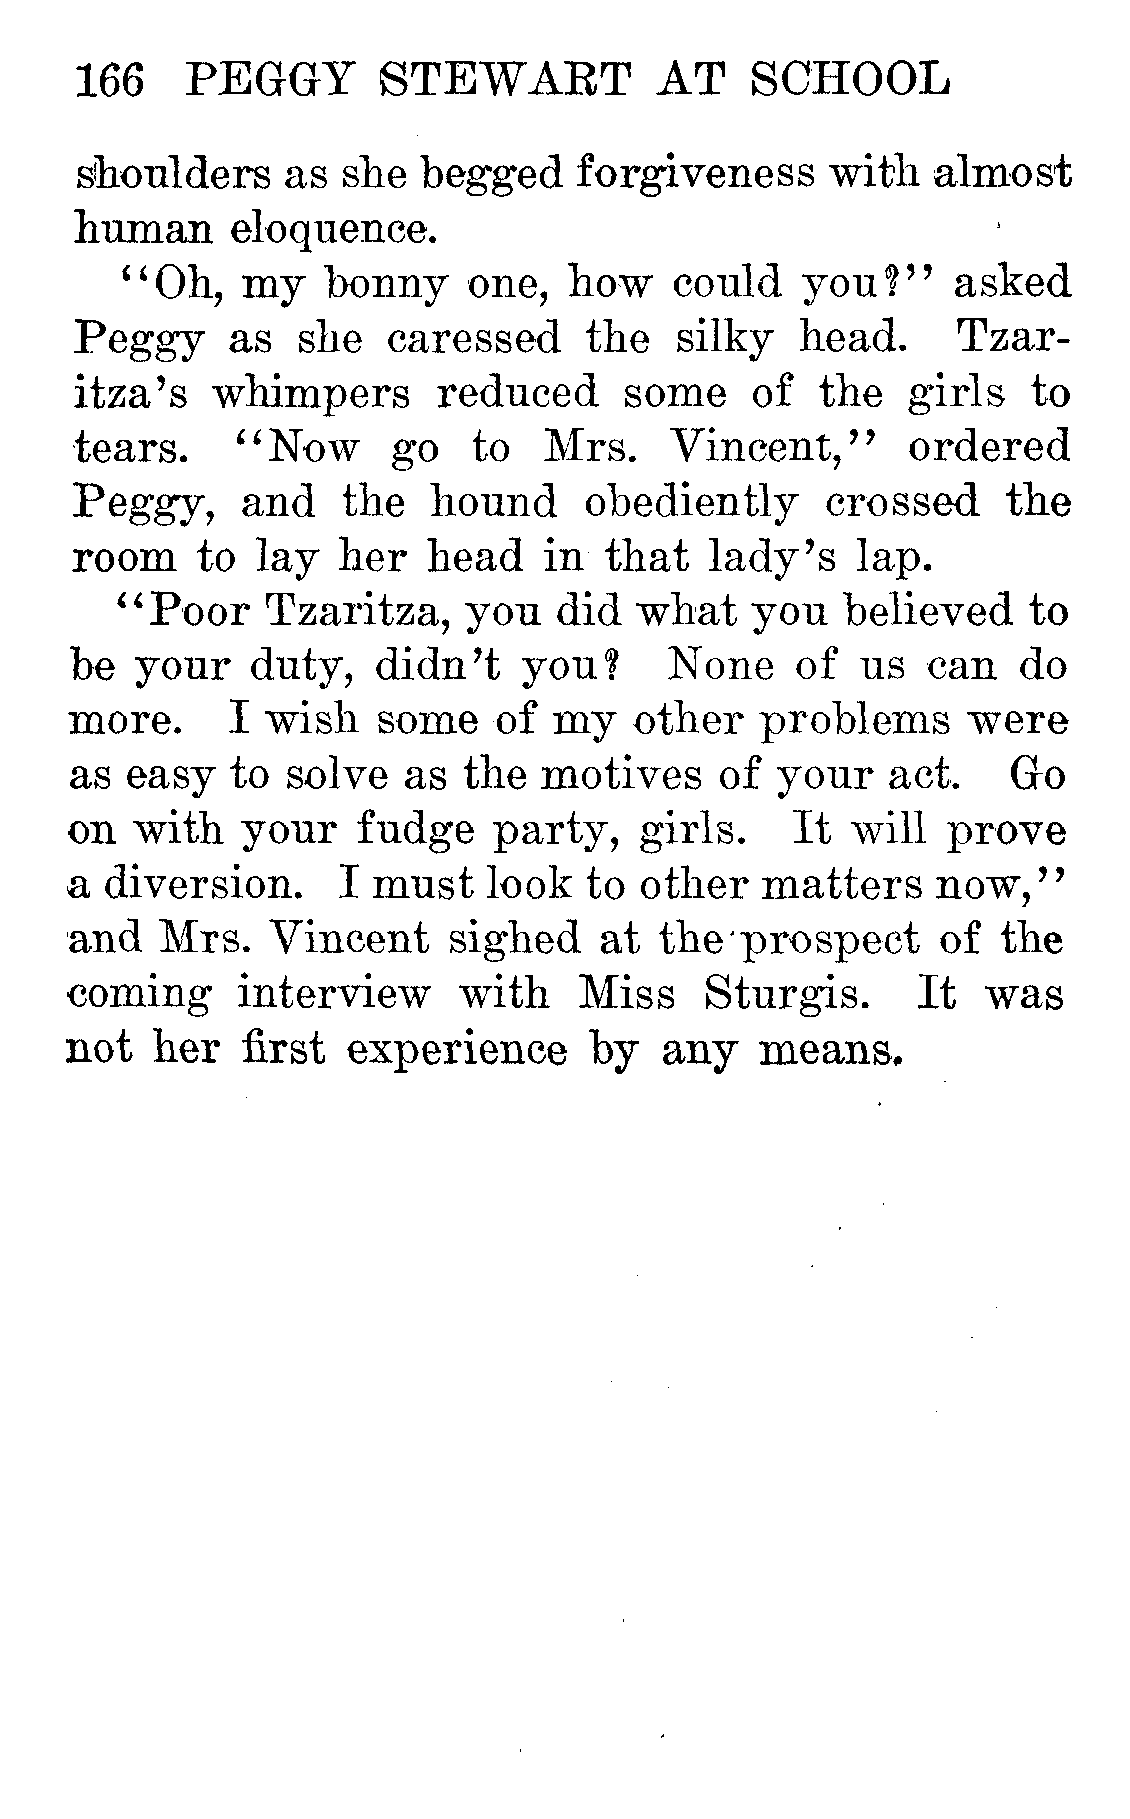 166 PEGGY STEWART AT SCHOOL
shoulders as she begged forgiveness with almost
human eloquence.
"Oh, my bonny one, how could you?" asked
Peggy as she caressed the silky head. Tzar-
itza's whimpers reduced some of the girls to
tears. "Now go to Mrs. Vincent," ordered
Peggy, and the hound obediently crossed the
room to lay her head in that lady's lap.
"Poor Tzaritza, you did what you believed to
be your duty, didn't you? None of us can do
more. I wish some of my other problems were
as easy to solve as the motives of your act. Go
on with your fudge party, girls. It will prove
a diversion. I must look to other matters now,"
and Mrs. Vincent sighed at the prospect of the
coming interview with Miss Sturgis. It was
not her first experience by any means.